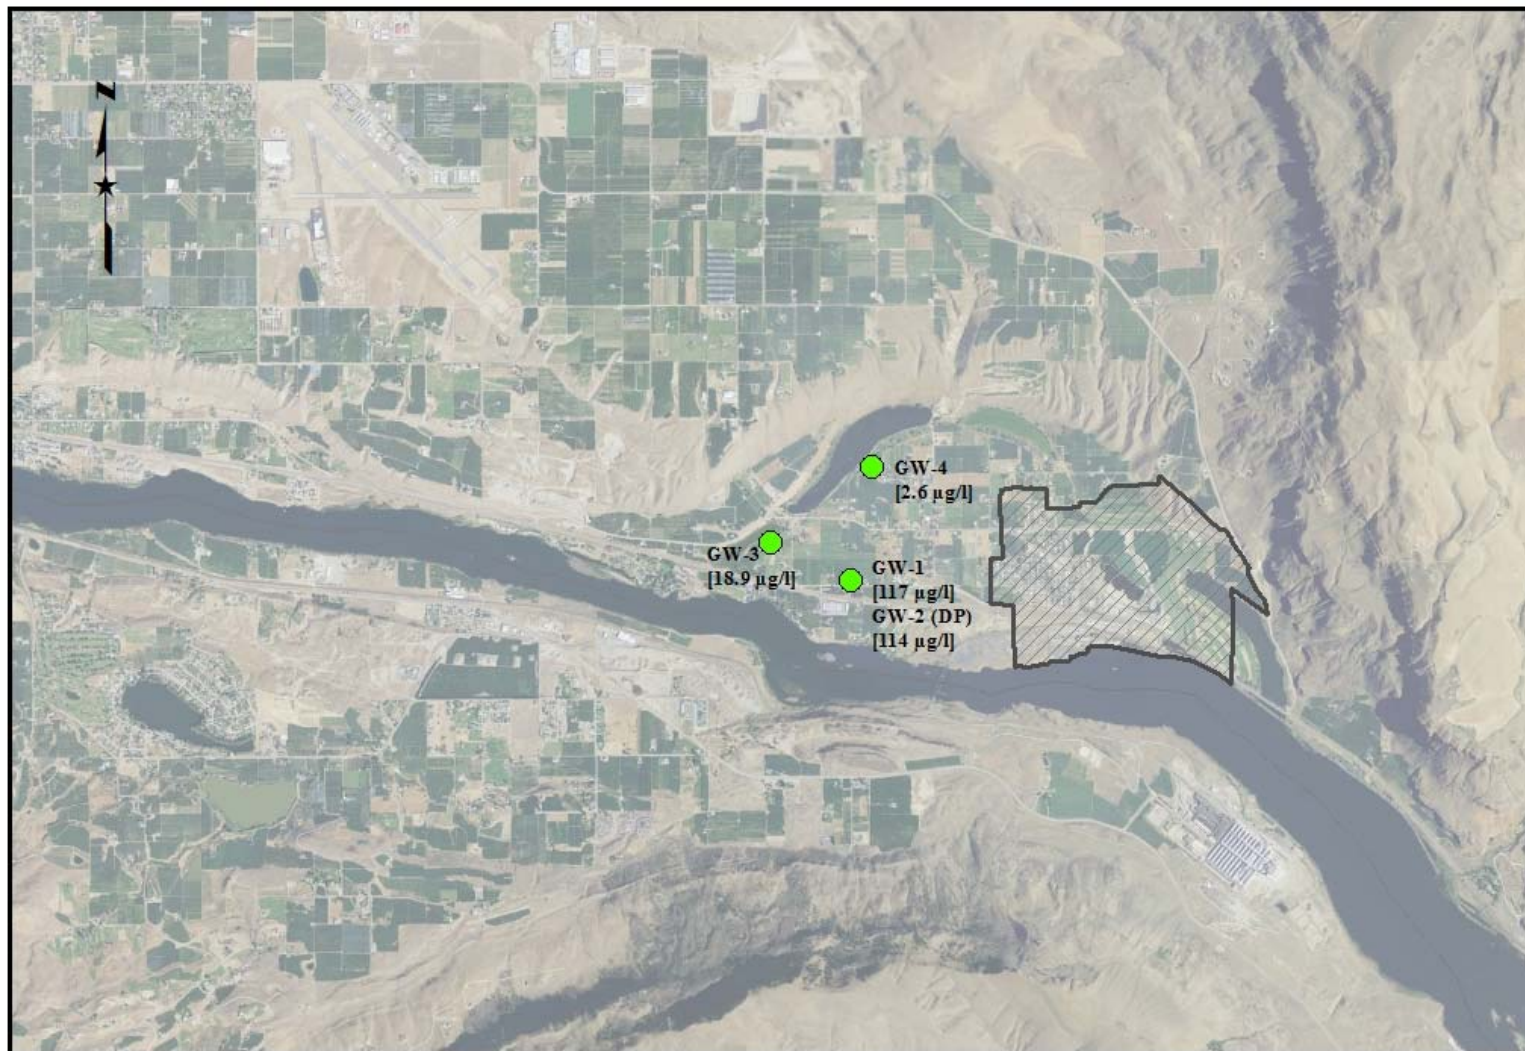 N
GW-4
[2.6 µg/l]
GW-3
[18.9 µg/l]
GW-1
[117 µg/l]
GW-2 (DP)
[114 µg/l]